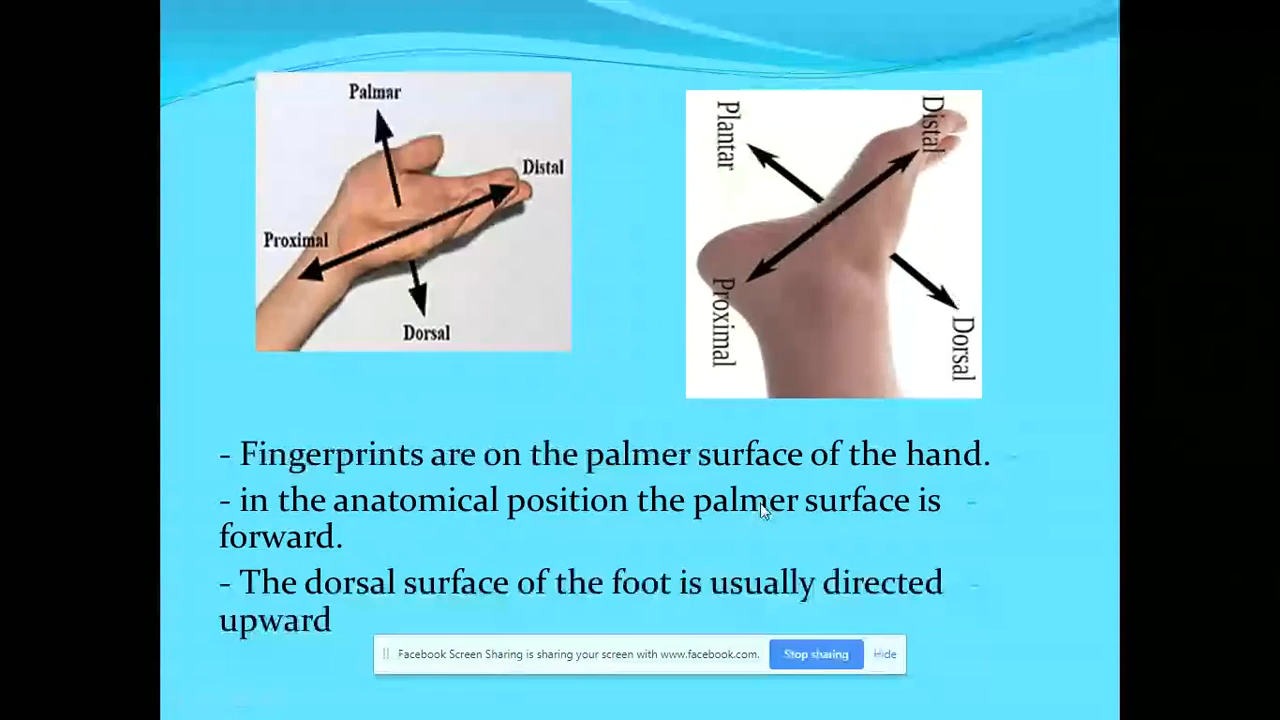 Palmar
Distal
Proximal
Dorsal
Plantar
Distal
Proximal
Dorsal
- Fingerprints are on the palmer surface of the hand. -
- in the anatomical position the palmer surface is -
forward.
- The dorsal surface of the foot is usually directed -
upward
Facebook Screen Sharing is sharing your screen with www.facebook.com. Stop sharing Hide